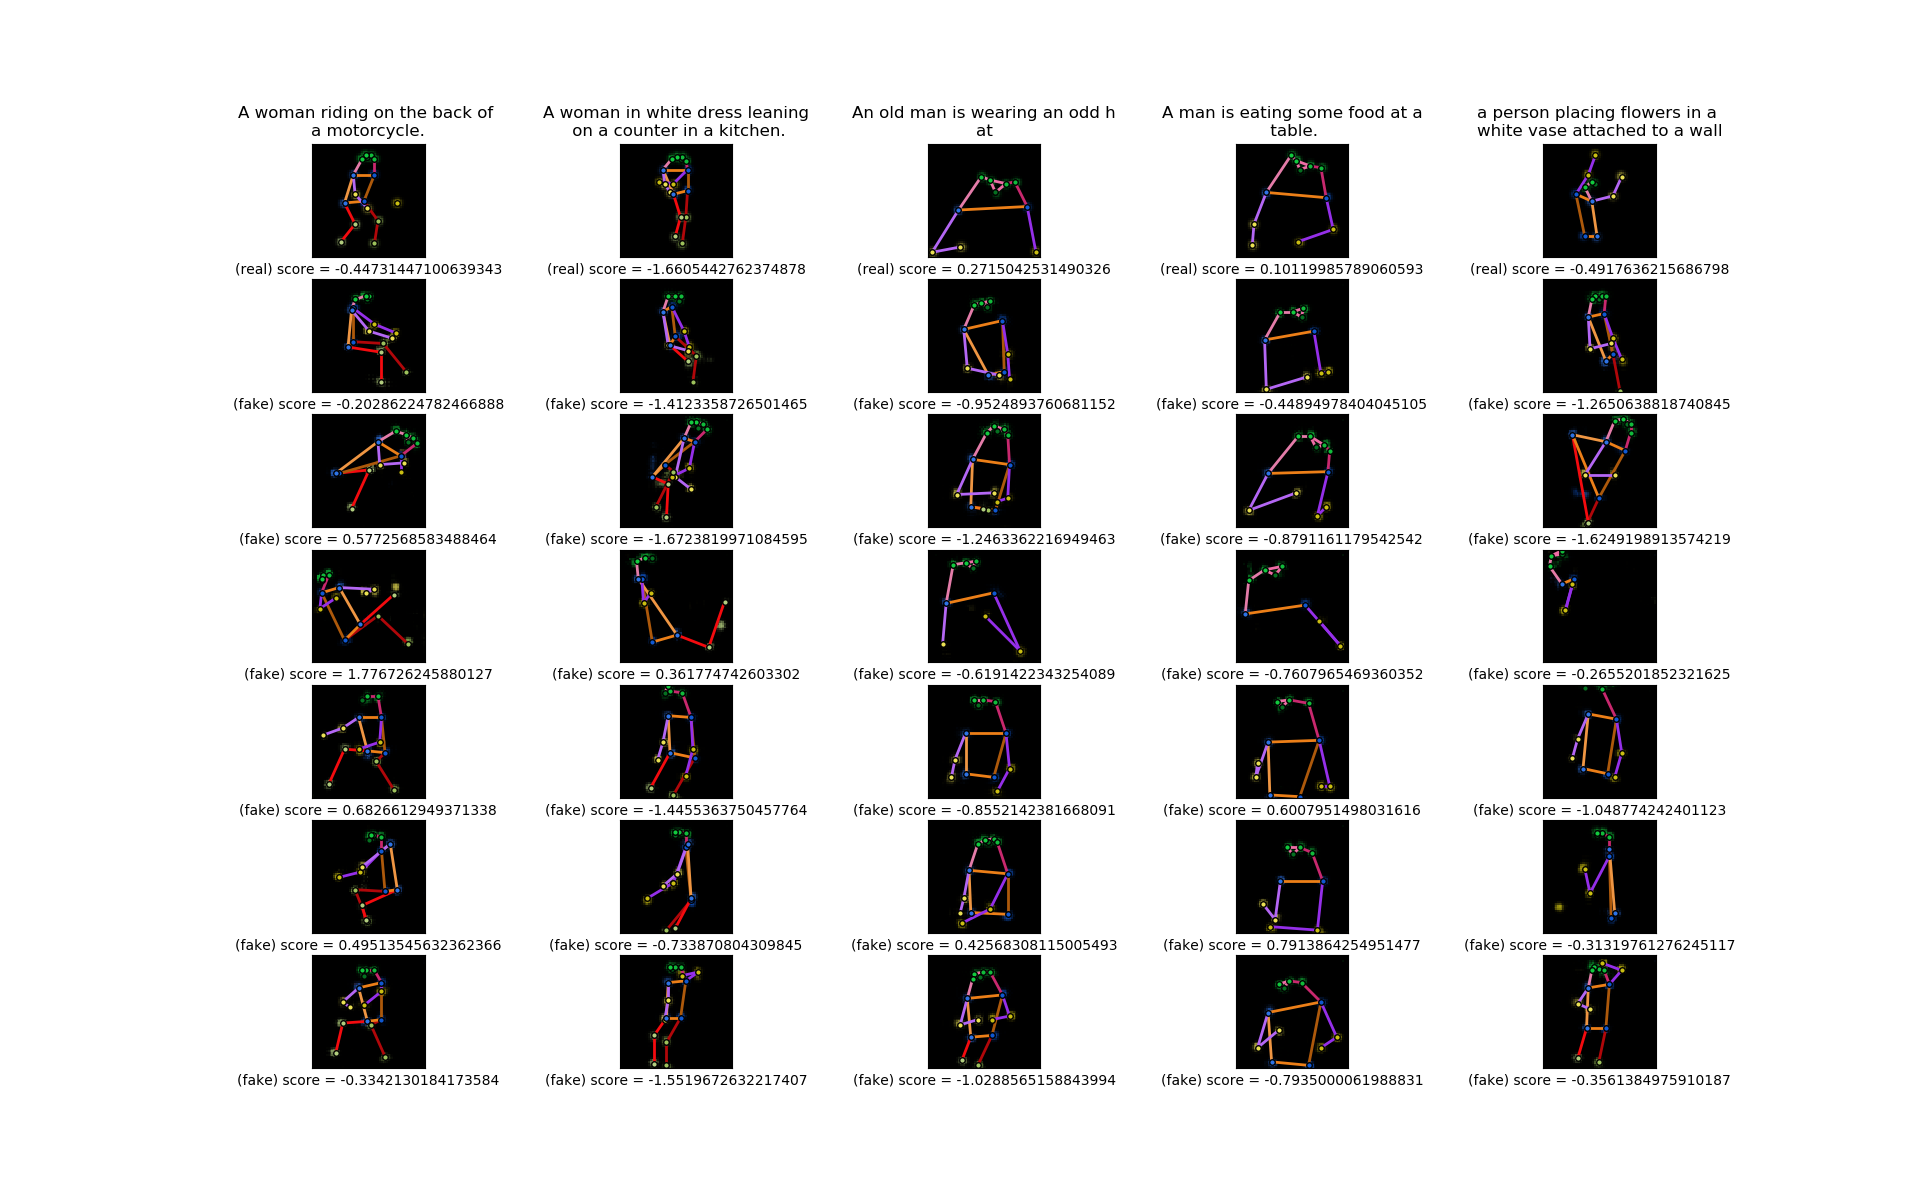 A woman riding on the back of
a motorcycle.
A woman in white dress leaning
on a counter in a kitchen.
An old man is wearing an odd h
at
A man is eating some food at a
table.
a person placing flowers in a
white vase attached to a wall
(real) score = -0.44731447100639343
(real) score = -1.6605442762374878
(real) score = 0.2715042531490326
(real) score = 0.10119985789060593
(real) score = -0.4917636215686798
(fake) score = -0.20286224782466888
(fake) score = -1.4123358726501465
(fake) score = -0.9524893760681152
(fake) score = -0.44894978404045105
(fake) score = -1.2650638818740845
(fake) score = 0.5772568583488464
(fake) score = -1.6723819971084595
(fake) score = -1.2463362216949463
(fake) score = -0.8791161179542542
(fake) score = -1.6249198913574219
(fake) score = 1.776726245880127
(fake) score = 0.361774742603302
(fake) score = -0.6191422343254089
(fake) score = -0.7607965469360352
(fake) score = -0.2655201852321625
(fake) score = 0.6826612949371338
(fake) score = -1.4455363750457764
(fake) score = -0.8552142381668091
(fake) score = 0.6007951498031616
(fake) score = -1.048774242401123
(fake) score = 0.49513545632362366
(fake) score = -0.733870804309845
(fake) score = 0.42568308115005493
(fake) score = 0.7913864254951477
(fake) score = -0.31319761276245117
(fake) score = -0.3342130184173584
(fake) score = -1.5519672632217407
(fake) score = -1.0288565158843994
(fake) score = -0.7935000061988831
(fake) score = -0.3561384975910187